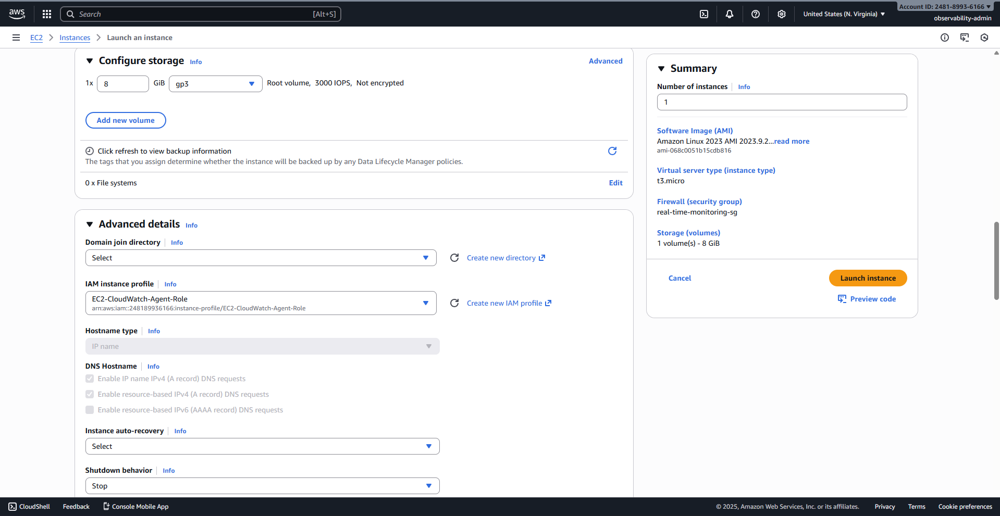 aws
Search [Alt+S]
United States (N. Virginia)
Account ID: 2481-8993-6166
observability-admin
EC2 Instances Launch an instance
Configure storage Info
Advanced
1x 8 GiB gp3 Root volume, 3000 IOPS, Not encrypted
Add new volume
Click refresh to view backup information
The tags that you assign determine whether the instance will be backed up by any Data Lifecycle Manager policies.
0 x File systems Edit
Advanced details Info
Domain join directory Info
Select Create new directory
IAM instance profile Info
EC2-CloudWatch-Agent-Role
arn:aws:iam::248189936166:instance-profile/EC2-CloudWatch-Agent-Role
Create new IAM profile
Hostname type Info
IP name
DNS Hostname Info
Enable IP name IPv4 (A record) DNS requests
Enable resource-based IPv4 (A record) DNS requests
Enable resource-based IPv6 (AAAA record) DNS requests
Instance auto-recovery Info
Select
Shutdown behavior Info
Stop
Summary
Number of instances Info
1
Software Image (AMI)
Amazon Linux 2023 AMI 2023.9.2...read more
ami-068c0051b15cdb816
Virtual server type (instance type)
t3.micro
Firewall (security group)
real-time-monitoring-sg
Storage (volumes)
1 volume(s) - 8 GiB
Cancel Launch instance
Preview code
CloudShell Feedback Console Mobile App © 2025, Amazon Web Services, Inc. or its affiliates. Privacy Terms Cookie preferences